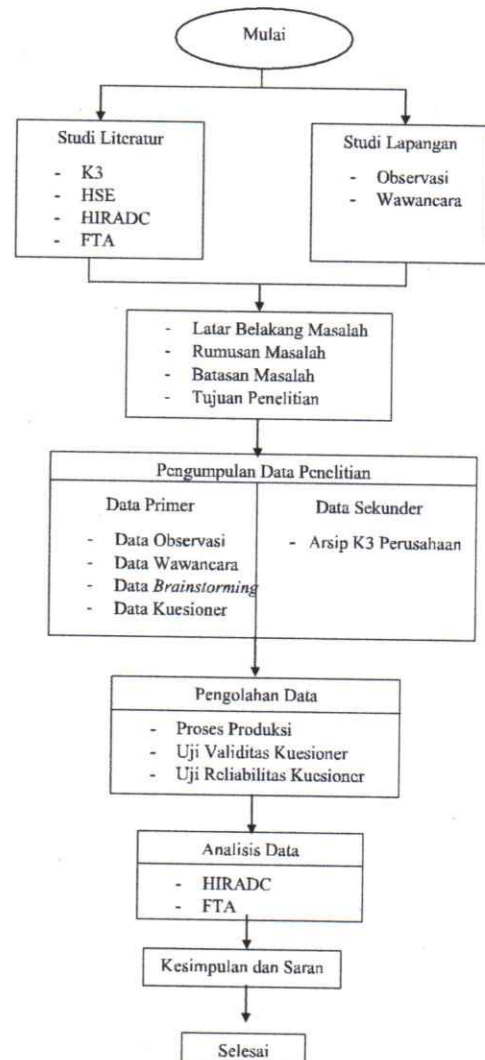 Mulai
Studi Literatur
- K3
- HSE
- HIRADC
- FTA
Studi Lapangan
- Observasi
- Wawancara
- Latar Belakang Masalah
- Rumusan Masalah
- Batasan Masalah
- Tujuan Penelitian
Pengumpulan Data Penelitian
Data Primer
- Data Observasi
- Data Wawancara
- Data Brainstorming
- Data Kuesioner
Data Sekunder
- Arsip K3 Perusahaan
Pengolahan Data
- Proses Produksi
- Uji Validitas Kuesioner
- Uji Reliabilitas Kuesioner
Analisis Data
- HIRADC
- FTA
Kesimpulan dan Saran
Selesai